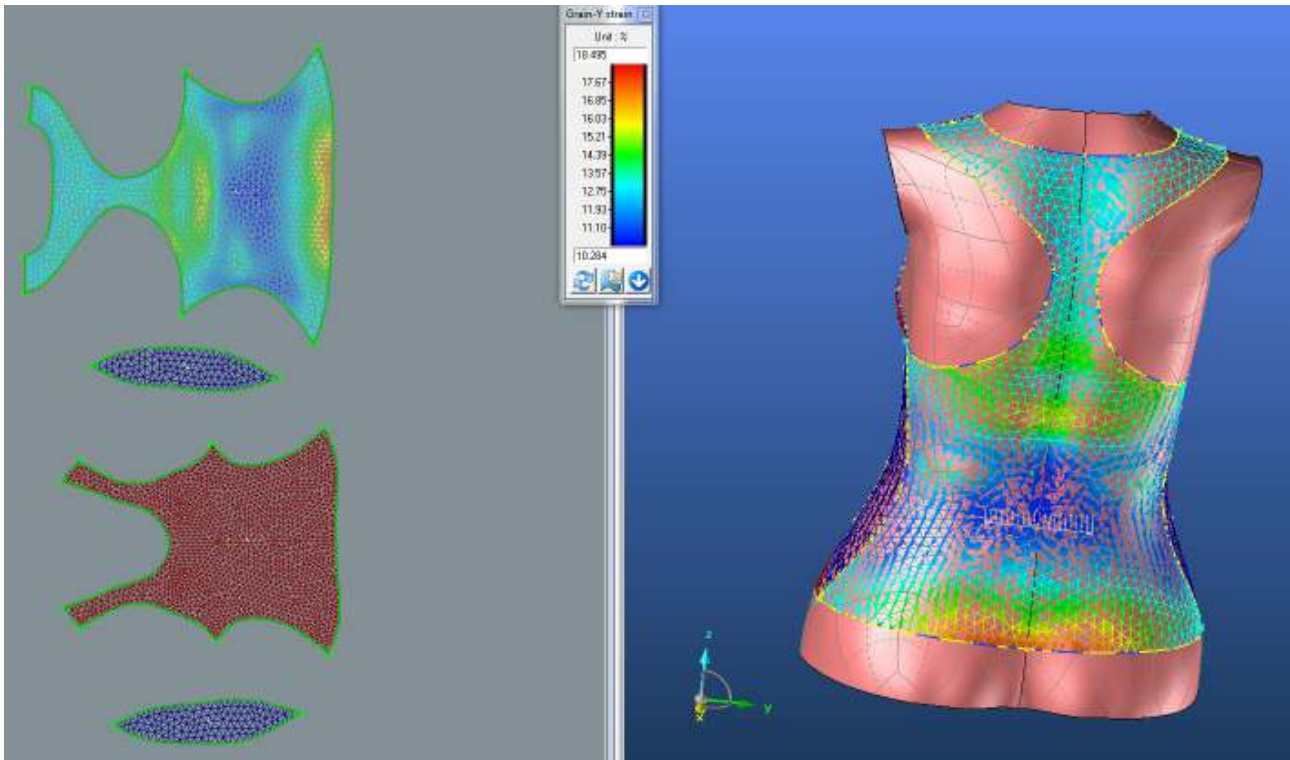 Grain-Y strain
Unit : %
18.495
17.67
16.85
16.03
15.21
14.39
13.57
12.75
11.93
11.10
10.284
z
y
x